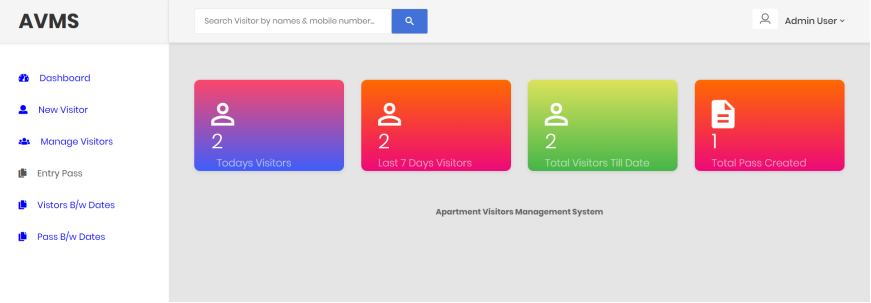 AVMS
Search Visitor by names & mobile number...
Admin User
Dashboard
New Visitor
Manage Visitors
Entry Pass
Vistors B/w Dates
Pass B/w Dates
2
Todays Visitors
2
Last 7 Days Visitors
2
Total Visitors Till Date
1
Total Pass Created
Apartment Visitors Management System